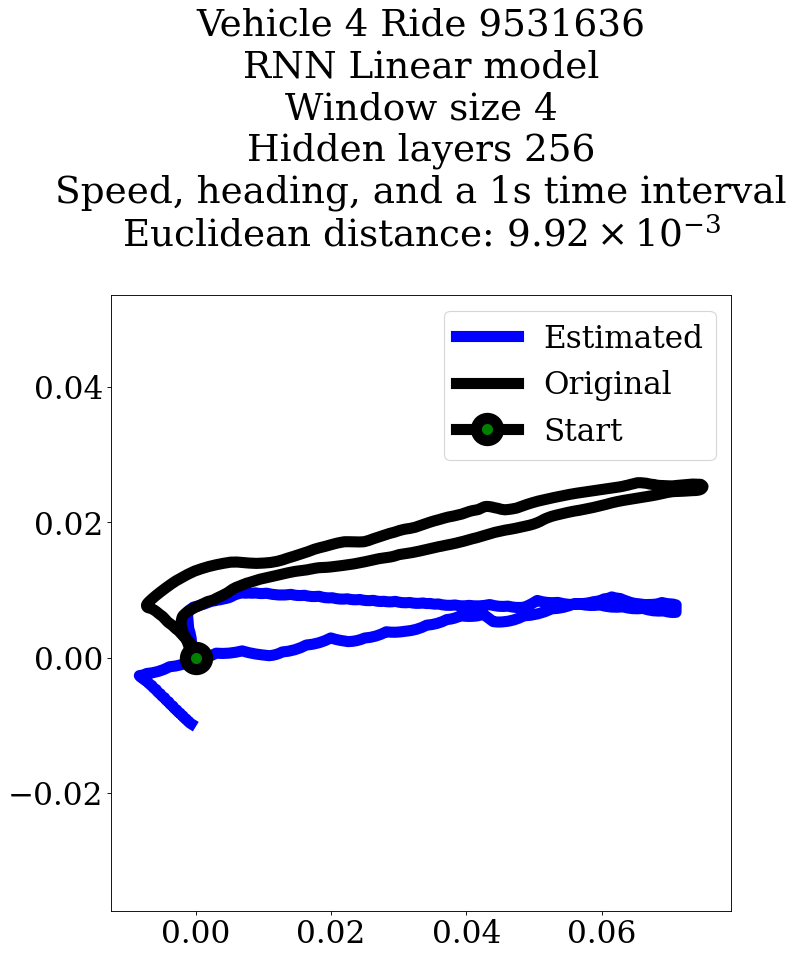 Vehicle 4 Ride 9531636
RNN Linear model
Window size 4
Hidden layers 256
Speed, heading, and a 1s time interval
Euclidean distance: 9.92 × 10⁻³
Estimated
Original
Start
0.04
0.02
0.00
−0.02
0.00 0.02 0.04 0.06